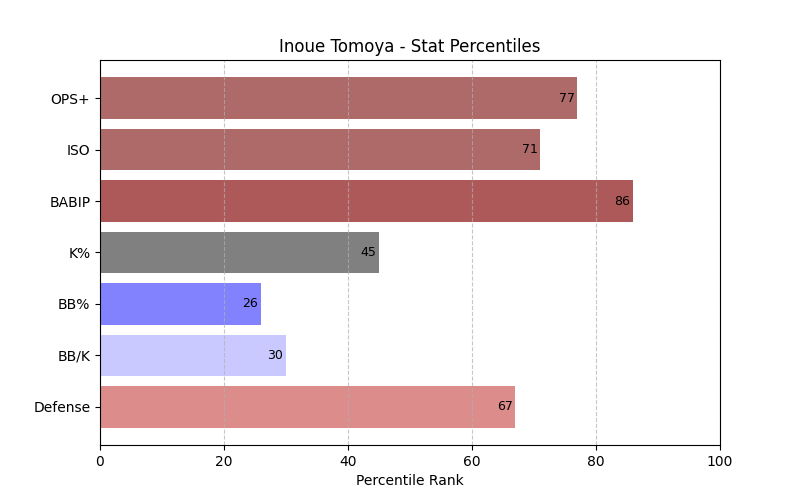 Inoue Tomoya - Stat Percentiles
OPS+ 77
ISO 71
BABIP 86
K% 45
BB% 26
BB/K 30
Defense 67
0 20 40 60 80 100
Percentile Rank